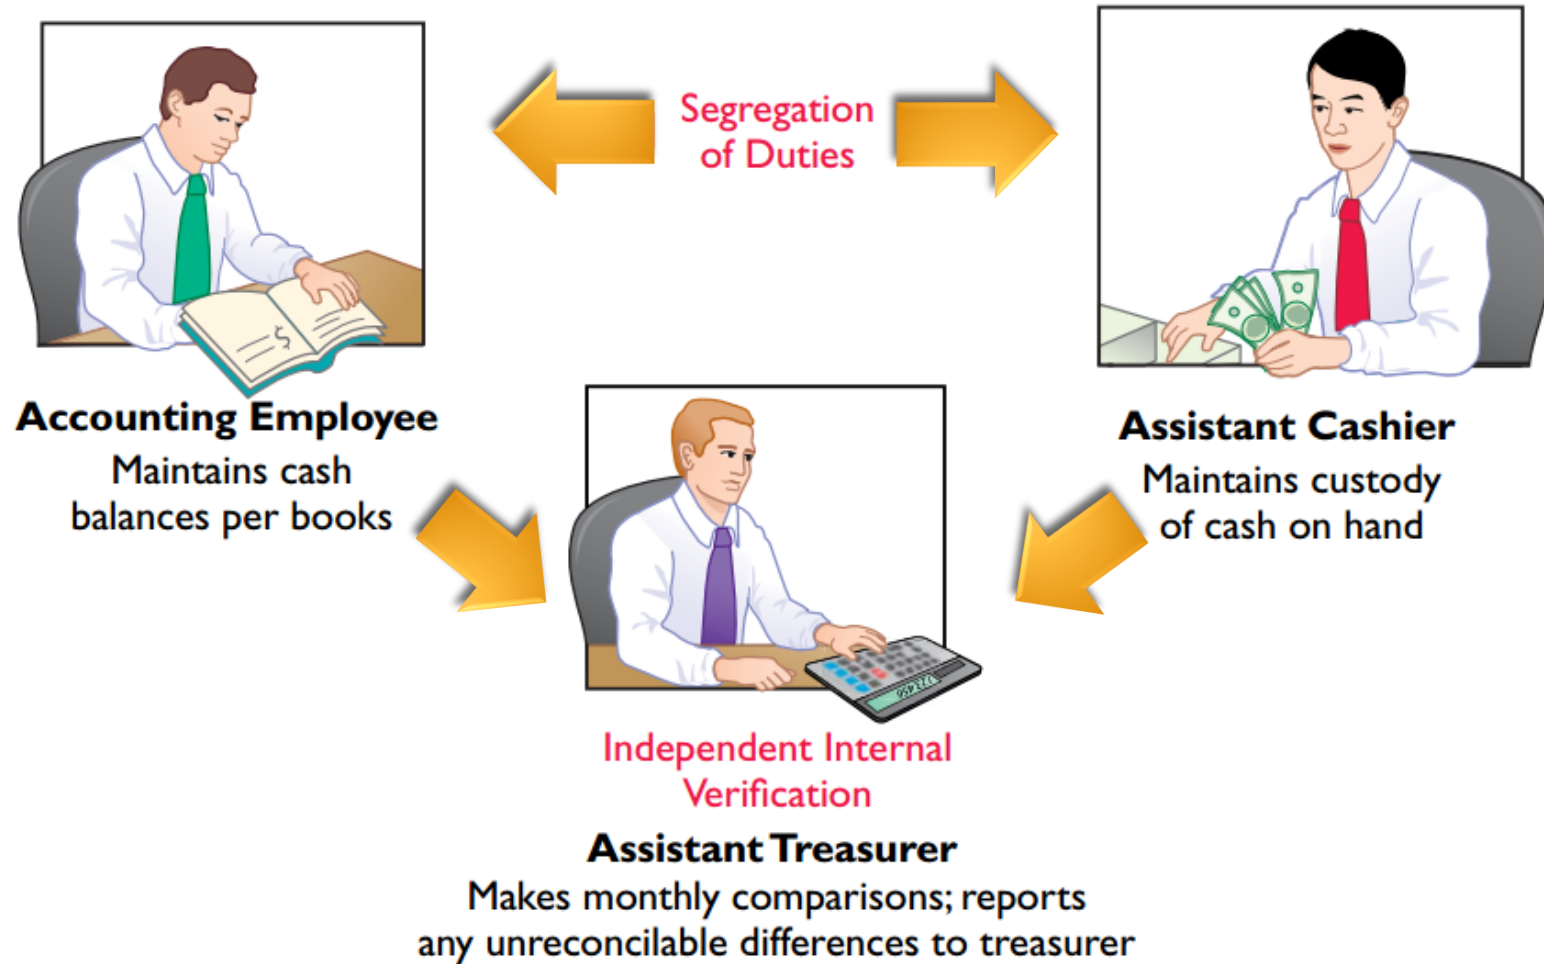 Segregation
of Duties
$
Accounting Employee
Maintains cash
balances per books
Assistant Cashier
Maintains custody
of cash on hand
Independent Internal
Verification
Assistant Treasurer
Makes monthly comparisons; reports
any unreconcilable differences to treasurer